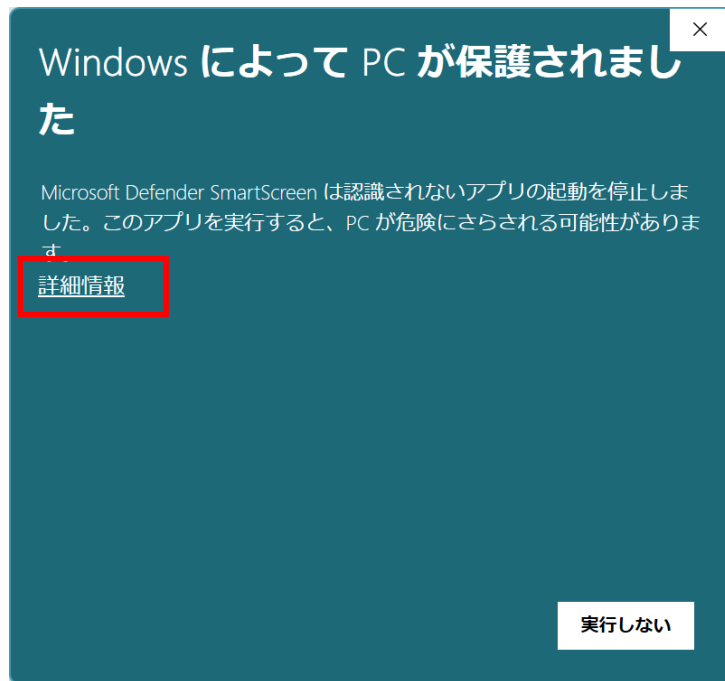 Windows によって PC が保護されまし
た
Microsoft Defender SmartScreen は認識されないアプリの起動を停止しま
した。このアプリを実行すると、PC が危険にさらされる可能性がありま
す。
詳細情報
実行しない